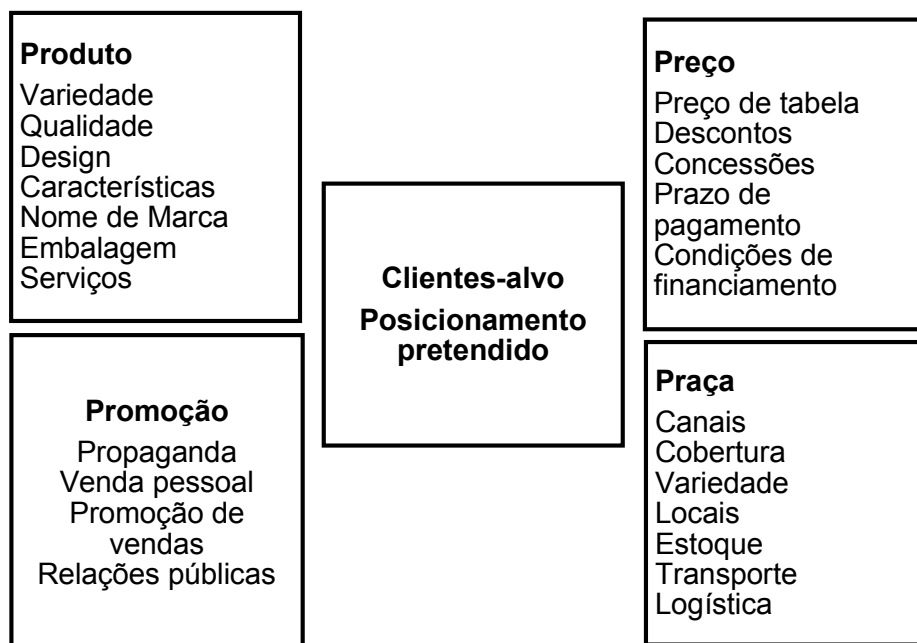 Produto
Variedade
Qualidade
Design
Características
Nome de Marca
Embalagem
Serviços
Preço
Preço de tabela
Descontos
Concessões
Prazo de
pagamento
Condições de
financiamento
Clientes-alvo
Posicionamento
pretendido
Promoção
Propaganda
Venda pessoal
Promoção de
vendas
Relações públicas
Praça
Canais
Cobertura
Variedade
Locais
Estoque
Transporte
Logística